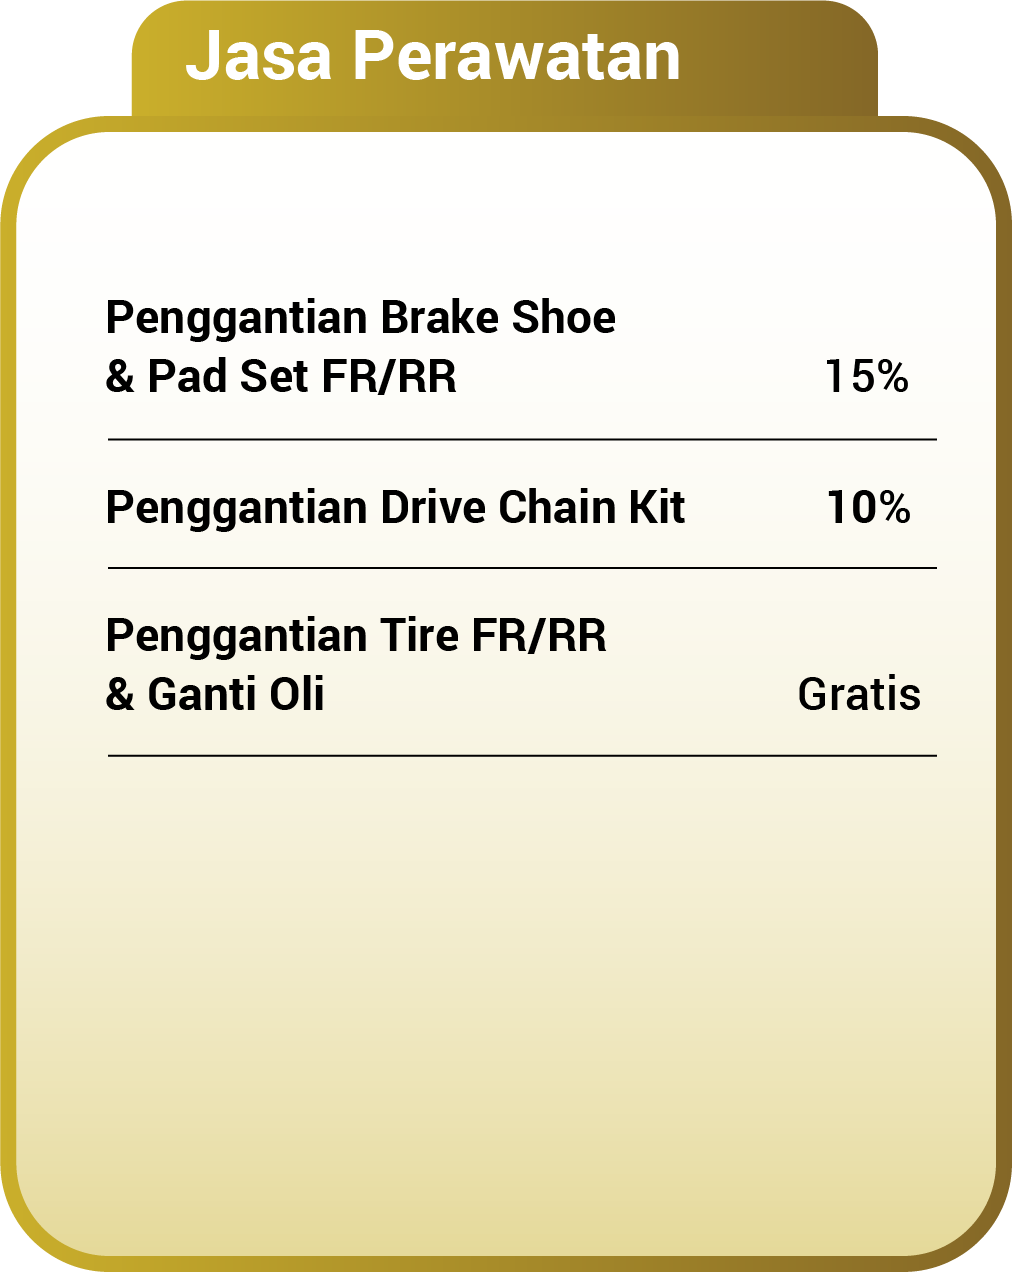 Jasa Perawatan
Penggantian Brake Shoe
& Pad Set FR/RR 15%
Penggantian Drive Chain Kit 10%
Penggantian Tire FR/RR
& Ganti Oli Gratis